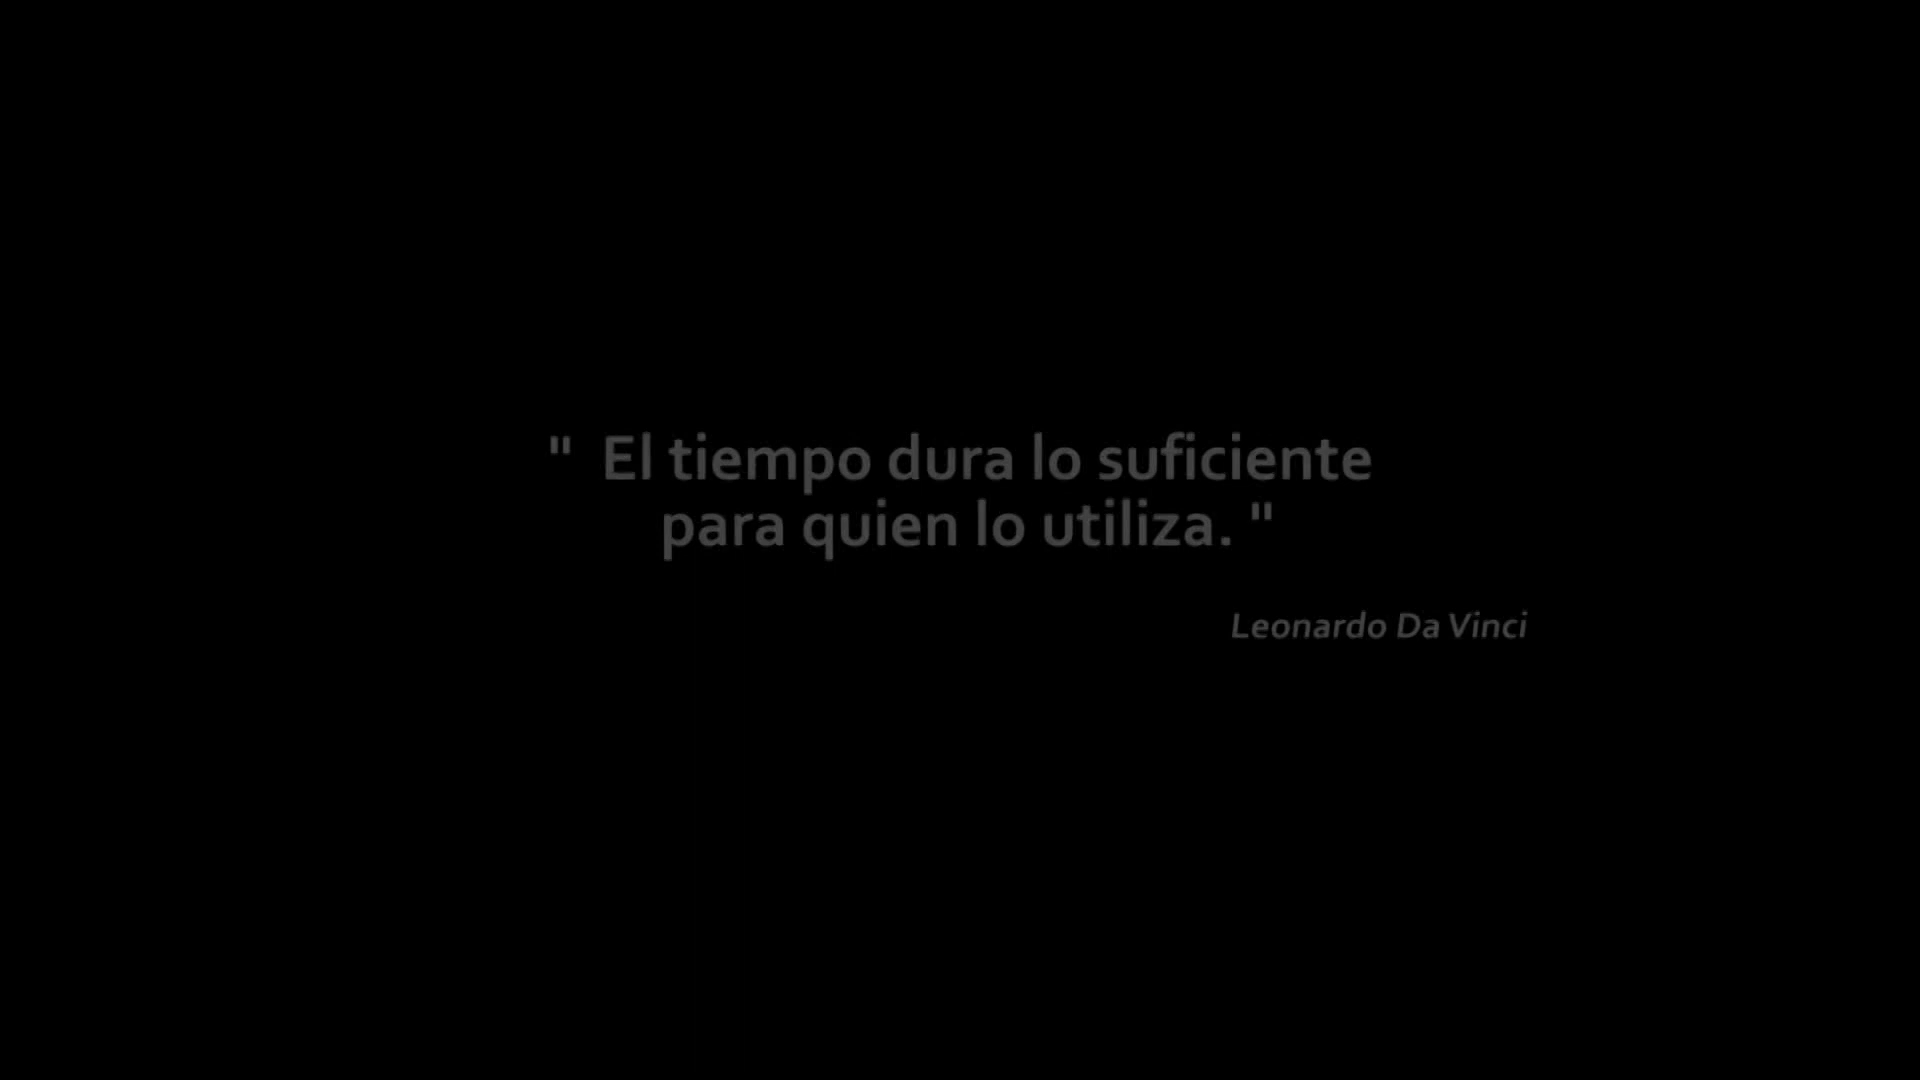 " El tiempo dura lo suficiente
para quien lo utiliza. "
Leonardo Da Vinci